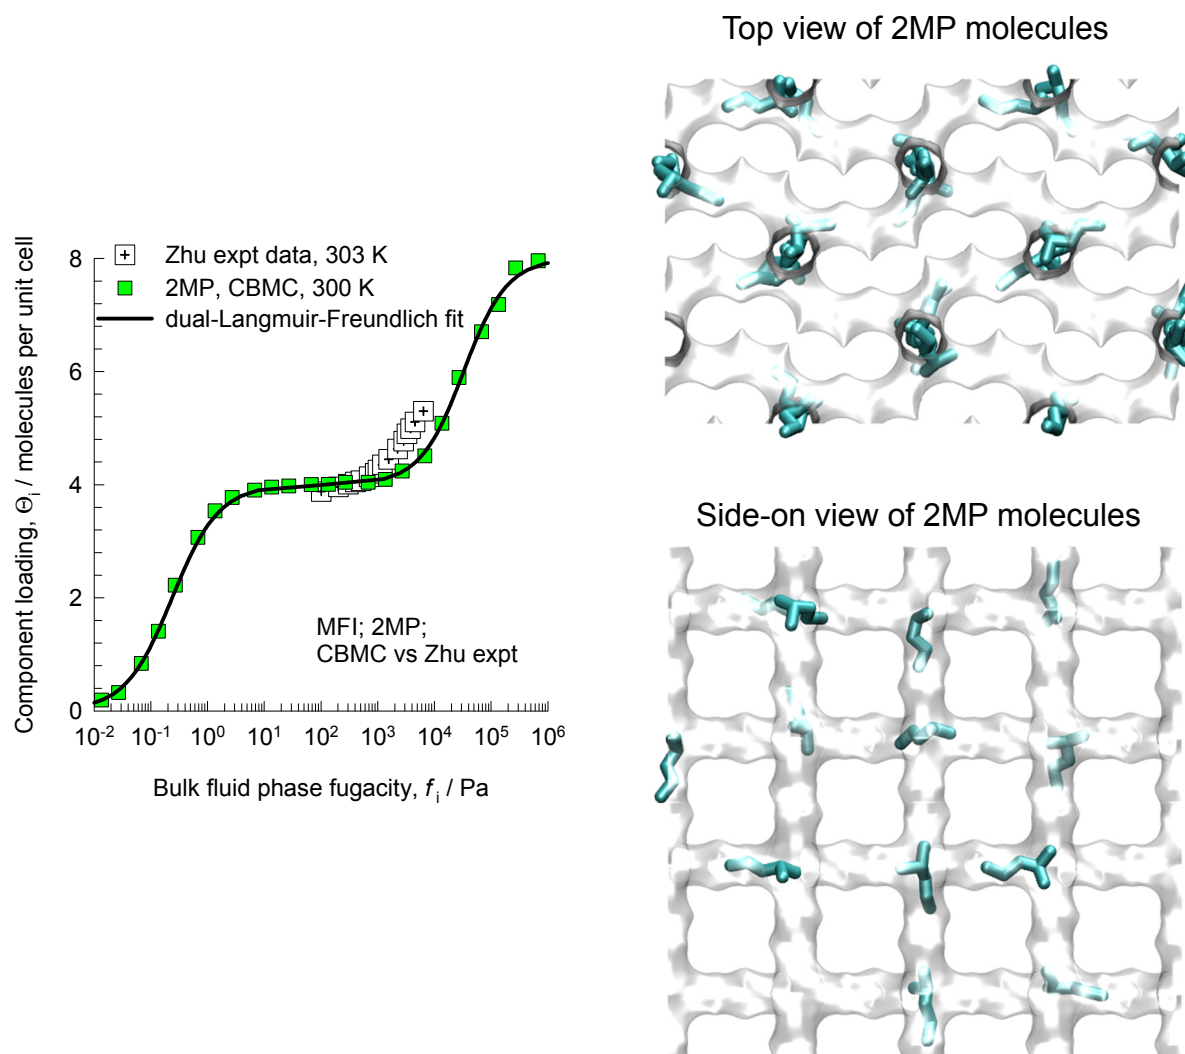 Top view of 2MP molecules
Component loading, Θi / molecules per unit cell
8
6
4
2
0
Zhu expt data, 303 K
2MP, CBMC, 300 K
dual-Langmuir-Freundlich fit
MFI; 2MP;
CBMC vs Zhu expt
10-2 10-1 100 101 102 103 104 105 106
Bulk fluid phase fugacity, fi / Pa
Side-on view of 2MP molecules